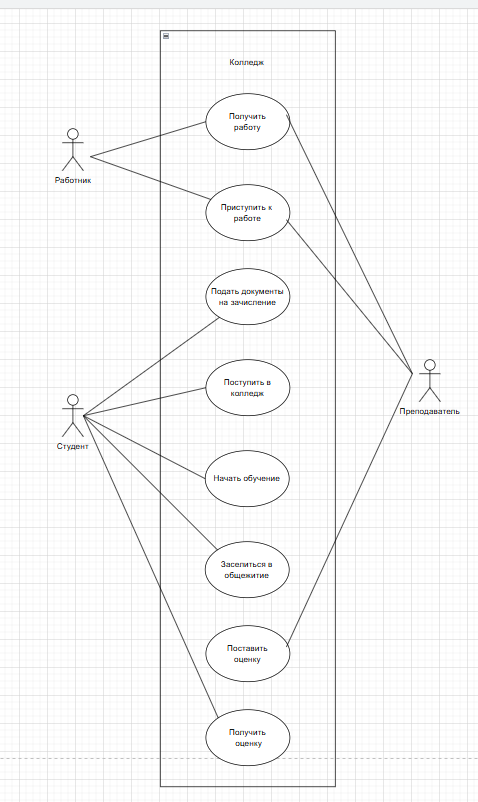 Колледж
Получить
работу
Работник
Приступить к
работе
Подать документы
на зачисление
Поступить в
колледж
Преподаватель
Студент
Начать обучение
Заселиться в
общежитие
Поставить
оценку
Получить
оценку